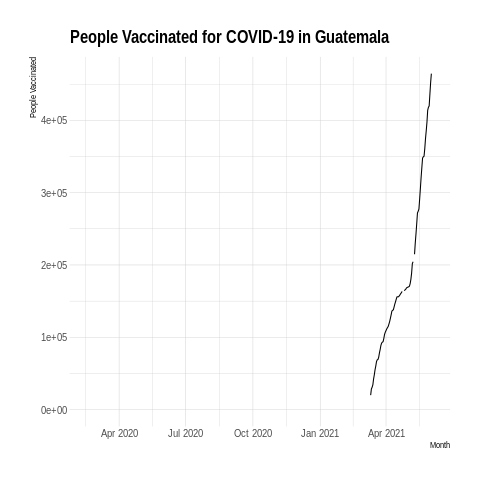 People Vaccinated for COVID-19 in Guatemala
People Vaccinated
4e+05
3e+05
2e+05
1e+05
0e+00
Apr 2020 Jul 2020 Oct 2020 Jan 2021 Apr 2021
Month